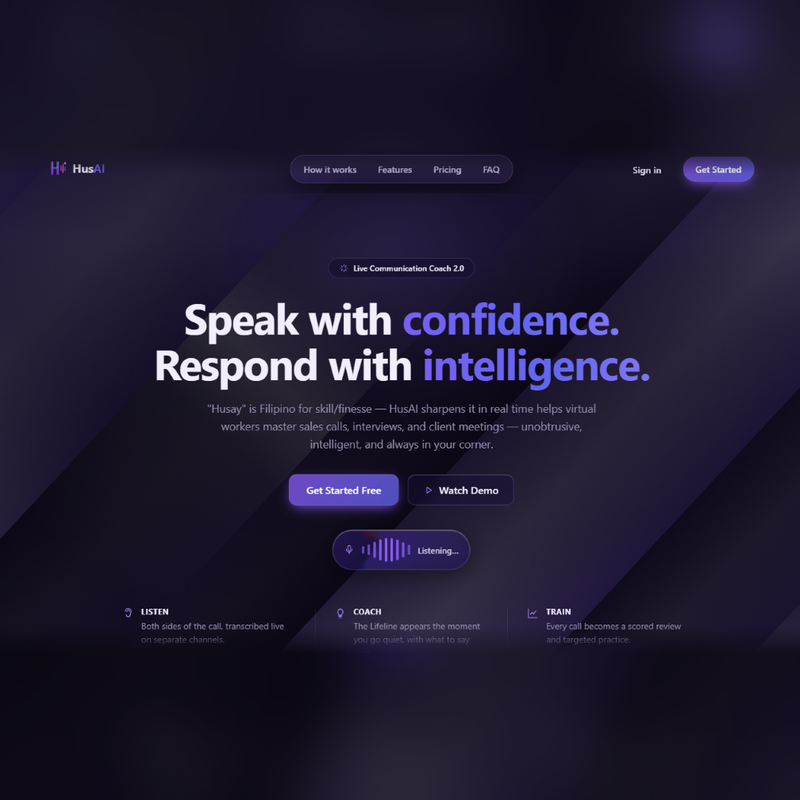 HusAI
How it works Features Pricing FAQ
Sign in
Get Started
Live Communication Coach 2.0
Speak with confidence.
Respond with intelligence.
"Husay" is Filipino for skill/finesse — HusAI sharpens it in real time helps virtual
workers master sales calls, interviews, and client meetings — unobtrusive,
intelligent, and always in your corner.
Get Started Free
Watch Demo
Listening...
LISTEN
Both sides of the call, transcribed live
on separate channels.
COACH
The Lifeline appears the moment
you go quiet, with what to say
TRAIN
Every call becomes a scored review
and targeted practice.